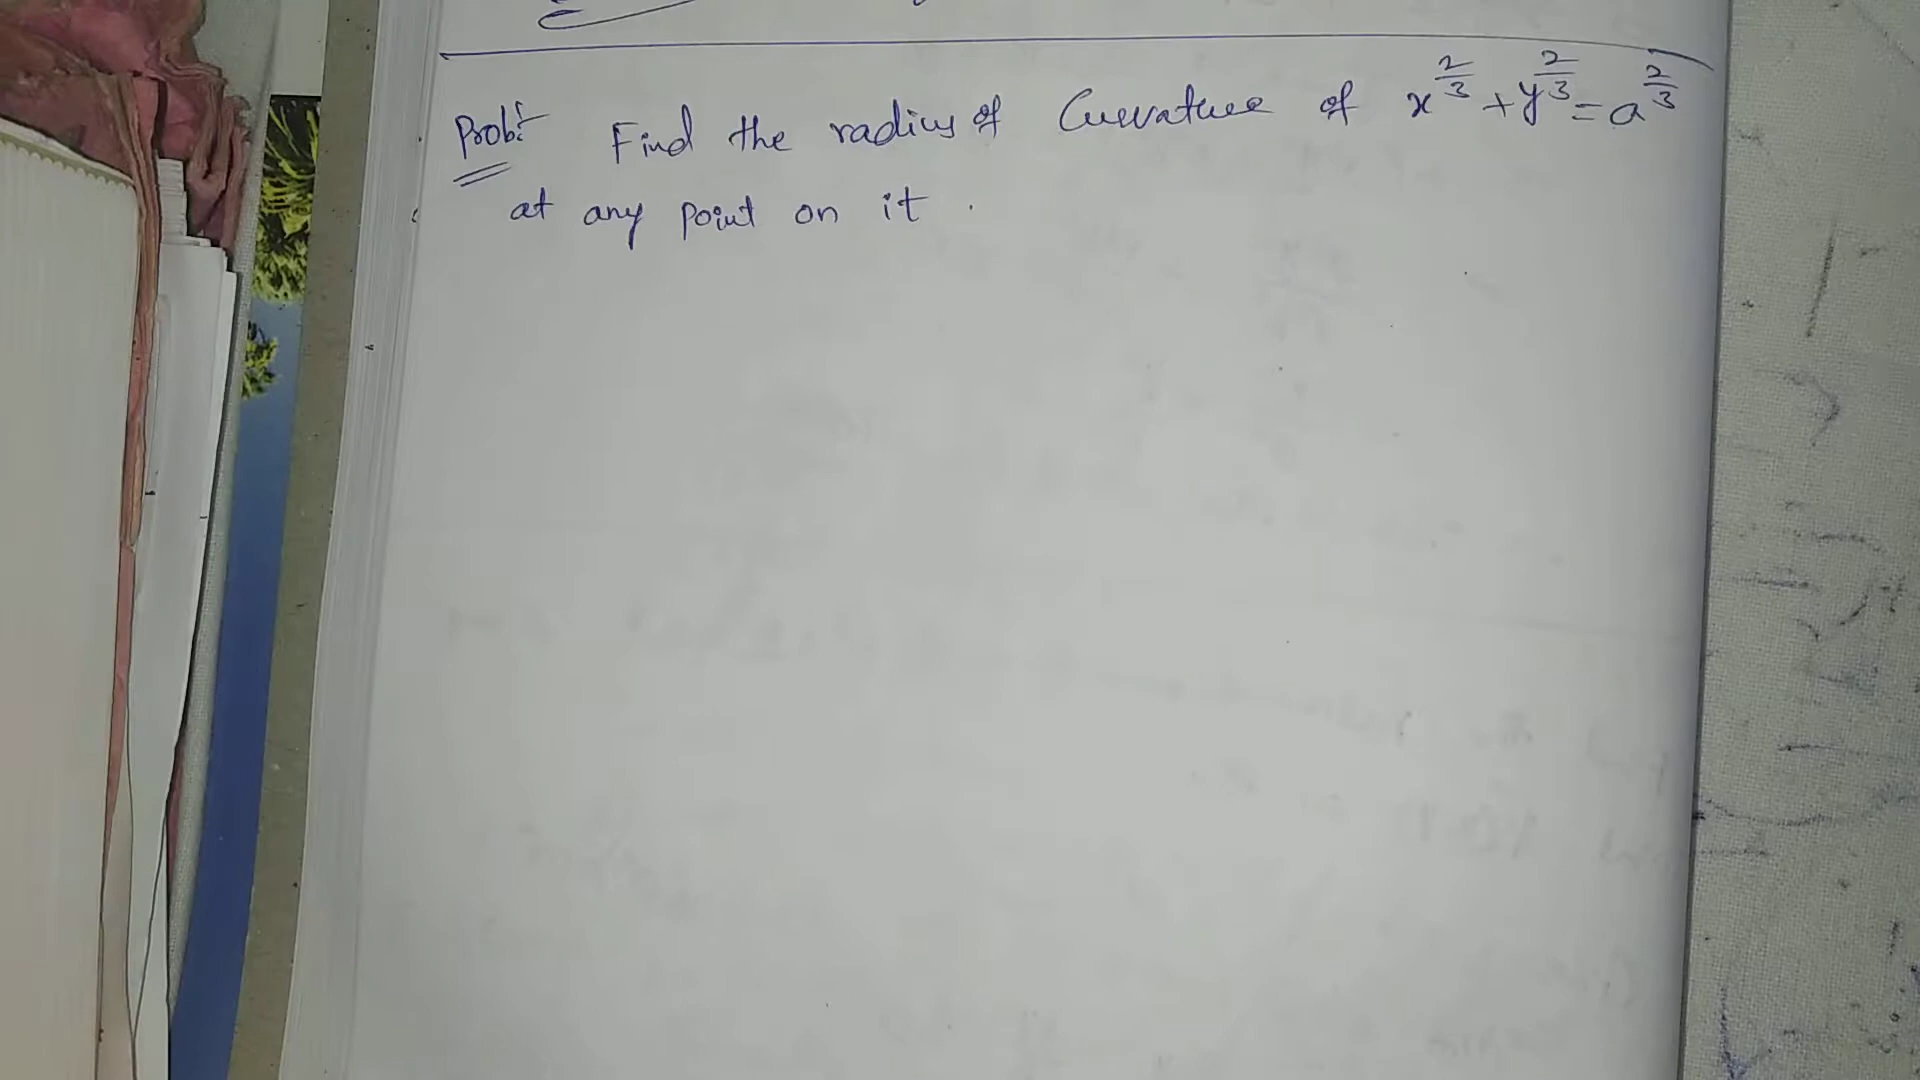 Prob:- Find the radius of Curvature of x^{2/3} + y^{2/3} = a^{2/3}
at any point on it .